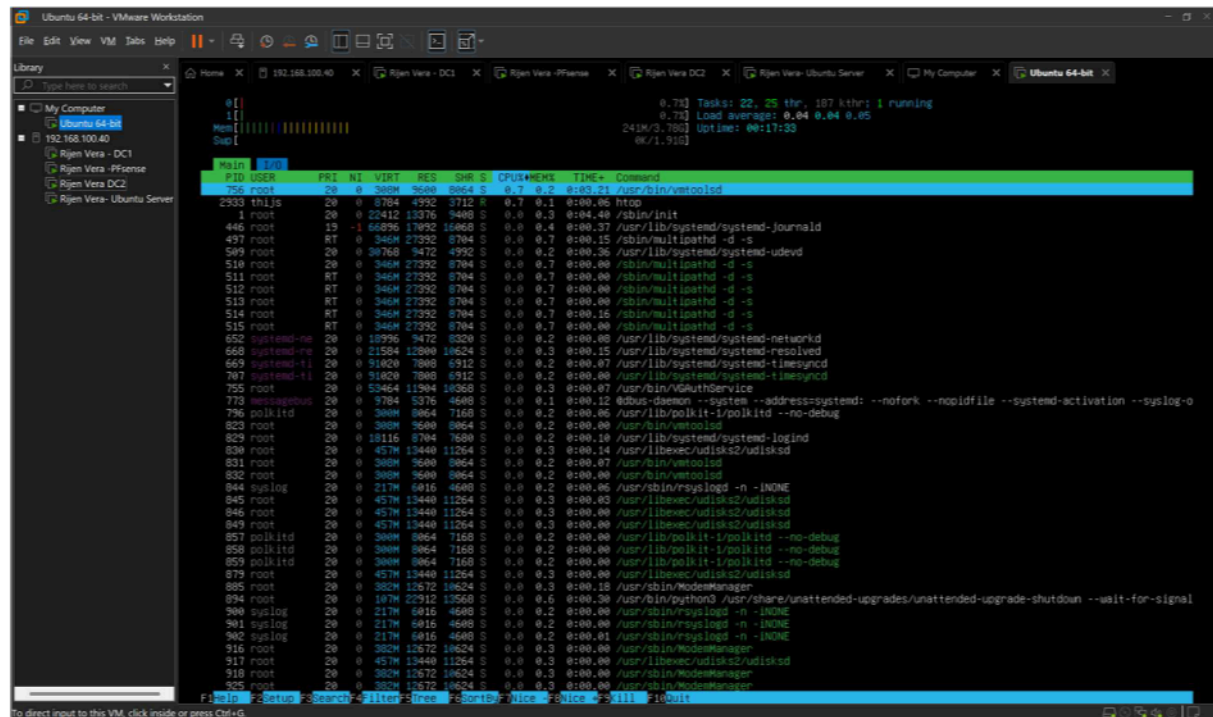 Ubuntu 64-bit - VMware Workstation
File Edit View VM Tabs Help
Library
Type here to search
My Computer
Ubuntu 64-bit
192.168.100.40
Rijen Vera - DC1
Rijen Vera -PFsense
Rijen Vera DC2
Rijen Vera- Ubuntu Server
Home 192.168.100.40 Rijen Vera - DC1 Rijen Vera -PFsense Rijen Vera DC2 Rijen Vera- Ubuntu Server My Computer Ubuntu 64-bit
0[| 0.7%] Tasks: 22, 25 thr, 187 kthr; 1 running
1[| 0.7%] Load average: 0.04 0.04 0.05
Mem[|||||||||||||||||| 241M/3.78G] Uptime: 00:17:33
Swp[ 0K/1.91G]
Main I/O
PID USER PRI NI VIRT RES SHR S CPU% MEM% TIME+ Command
756 root 20 0 308M 9600 8064 S 0.7 0.2 0:03.21 /usr/bin/vmtoolsd
2933 thijs 20 0 8784 4992 3712 R 0.7 0.1 0:00.06 htop
1 root 20 0 22412 13376 9408 S 0.0 0.3 0:04.40 /sbin/init
446 root 19 -1 66896 17092 16068 S 0.0 0.4 0:00.37 /usr/lib/systemd/systemd-journald
497 root RT 0 346M 27392 8704 S 0.0 0.7 0:00.15 /sbin/multipathd -d -s
509 root 20 0 30768 9472 4992 S 0.0 0.2 0:00.36 /usr/lib/systemd/systemd-udevd
510 root RT 0 346M 27392 8704 S 0.0 0.7 0:00.00 /sbin/multipathd -d -s
511 root RT 0 346M 27392 8704 S 0.0 0.7 0:00.00 /sbin/multipathd -d -s
512 root RT 0 346M 27392 8704 S 0.0 0.7 0:00.00 /sbin/multipathd -d -s
513 root RT 0 346M 27392 8704 S 0.0 0.7 0:00.00 /sbin/multipathd -d -s
514 root RT 0 346M 27392 8704 S 0.0 0.7 0:00.16 /sbin/multipathd -d -s
515 root RT 0 346M 27392 8704 S 0.0 0.7 0:00.00 /sbin/multipathd -d -s
652 systemd-ne 20 0 18996 9472 8320 S 0.0 0.2 0:00.08 /usr/lib/systemd/systemd-networkd
668 systemd-re 20 0 21584 12800 10624 S 0.0 0.3 0:00.15 /usr/lib/systemd/systemd-resolved
669 systemd-ti 20 0 91020 7808 6912 S 0.0 0.2 0:00.07 /usr/lib/systemd/systemd-timesyncd
707 systemd-ti 20 0 91020 7808 6912 S 0.0 0.2 0:00.00 /usr/lib/systemd/systemd-timesyncd
755 root 20 0 53464 11904 10368 S 0.0 0.3 0:00.07 /usr/bin/VGAuthService
773 messagebus 20 0 9784 5376 4608 S 0.0 0.1 0:00.12 @dbus-daemon --system --address=systemd: --nofork --nopidfile --systemd-activation --syslog-o
796 polkitd 20 0 300M 8064 7168 S 0.0 0.2 0:00.06 /usr/lib/polkit-1/polkitd --no-debug
823 root 20 0 308M 9600 8064 S 0.0 0.2 0:00.00 /usr/bin/vmtoolsd
829 root 20 0 18116 8704 7680 S 0.0 0.2 0:00.10 /usr/lib/systemd/systemd-logind
830 root 20 0 457M 13440 11264 S 0.0 0.3 0:00.14 /usr/libexec/udisks2/udisksd
831 root 20 0 308M 9600 8064 S 0.0 0.2 0:00.07 /usr/bin/vmtoolsd
832 root 20 0 308M 9600 8064 S 0.0 0.2 0:00.00 /usr/bin/vmtoolsd
844 syslog 20 0 217M 6016 4608 S 0.0 0.2 0:00.06 /usr/sbin/rsyslogd -n -iNONE
845 root 20 0 457M 13440 11264 S 0.0 0.3 0:00.03 /usr/libexec/udisks2/udisksd
846 root 20 0 457M 13440 11264 S 0.0 0.3 0:00.00 /usr/libexec/udisks2/udisksd
849 root 20 0 457M 13440 11264 S 0.0 0.3 0:00.00 /usr/libexec/udisks2/udisksd
857 polkitd 20 0 300M 8064 7168 S 0.0 0.2 0:00.00 /usr/lib/polkit-1/polkitd --no-debug
858 polkitd 20 0 300M 8064 7168 S 0.0 0.2 0:00.00 /usr/lib/polkit-1/polkitd --no-debug
859 polkitd 20 0 300M 8064 7168 S 0.0 0.2 0:00.00 /usr/lib/polkit-1/polkitd --no-debug
879 root 20 0 457M 13440 11264 S 0.0 0.3 0:00.00 /usr/libexec/udisks2/udisksd
885 root 20 0 382M 12672 10624 S 0.0 0.3 0:00.18 /usr/sbin/ModemManager
894 root 20 0 107M 22912 13568 S 0.0 0.6 0:00.30 /usr/bin/python3 /usr/share/unattended-upgrades/unattended-upgrade-shutdown --wait-for-signal
900 syslog 20 0 217M 6016 4608 S 0.0 0.2 0:00.00 /usr/sbin/rsyslogd -n -iNONE
901 syslog 20 0 217M 6016 4608 S 0.0 0.2 0:00.00 /usr/sbin/rsyslogd -n -iNONE
902 syslog 20 0 217M 6016 4608 S 0.0 0.2 0:00.01 /usr/sbin/rsyslogd -n -iNONE
916 root 20 0 382M 12672 10624 S 0.0 0.3 0:00.00 /usr/sbin/ModemManager
917 root 20 0 457M 13440 11264 S 0.0 0.3 0:00.00 /usr/libexec/udisks2/udisksd
918 root 20 0 382M 12672 10624 S 0.0 0.3 0:00.00 /usr/sbin/ModemManager
925 root 20 0 382M 12672 10624 S 0.0 0.3 0:00.00 /usr/sbin/ModemManager
F1Help F2Setup F3Search F4Filter F5Tree F6SortBy F7Nice - F8Nice + F9Kill F10Quit
To direct input to this VM, click inside or press Ctrl+G.